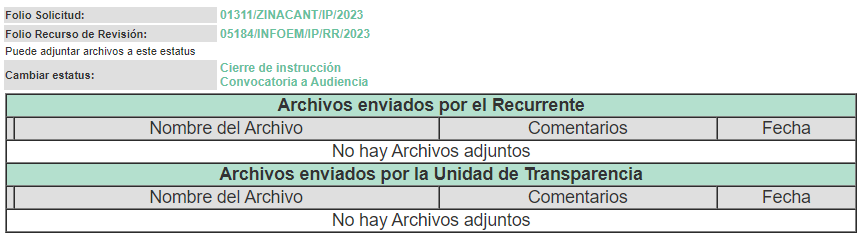 Folio Solicitud: 01311/ZINACANT/IP/2023
Folio Recurso de Revisión: 05184/INFOEM/IP/RR/2023
Puede adjuntar archivos a este estatus
Cambiar estatus: Cierre de instrucción
Convocatoria a Audiencia
Archivos enviados por el Recurrente
Nombre del Archivo Comentarios Fecha
No hay Archivos adjuntos
Archivos enviados por la Unidad de Transparencia
Nombre del Archivo Comentarios Fecha
No hay Archivos adjuntos